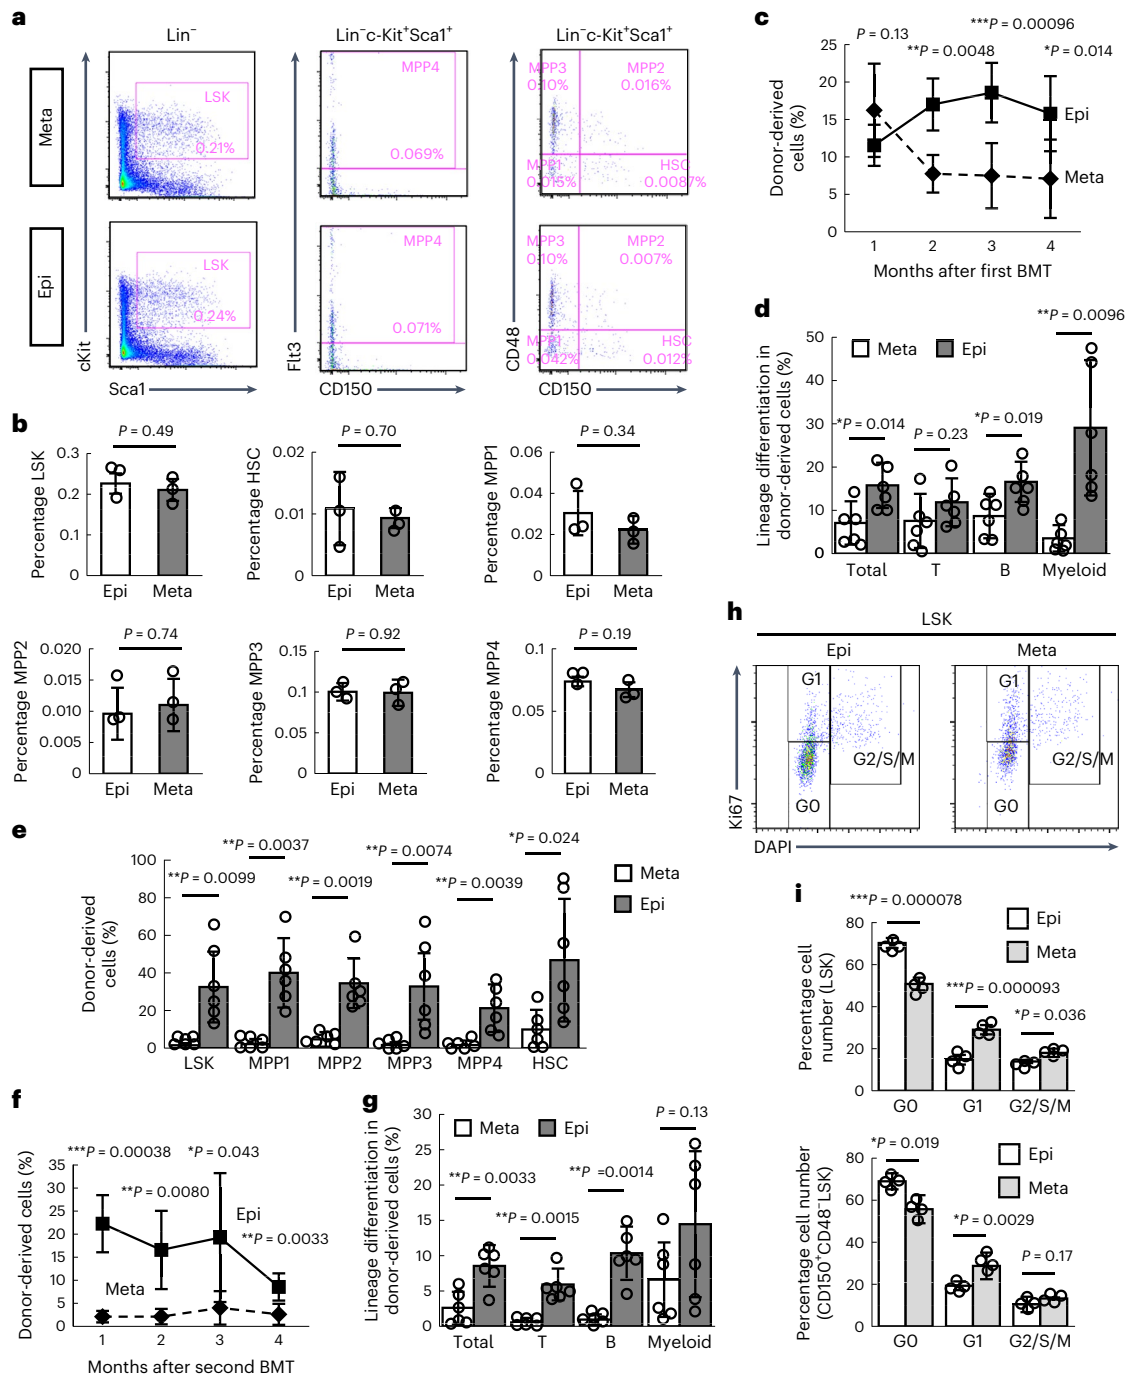 a
Lin⁻
Lin⁻c-Kit⁺Sca1⁺
Lin⁻c-Kit⁺Sca1⁺
Meta
LSK
0.21%
MPP4
0.069%
MPP3
0.10%
MPP2
0.016%
MPP1
0.015%
HSC
0.0087%
Epi
LSK
0.24%
MPP4
0.071%
MPP3
0.10%
MPP2
0.007%
MPP1
0.042%
HSC
0.012%
cKit
Sca1
Flt3
CD150
CD48
CD150
b
P = 0.49
Percentage LSK
0.3
0.2
0.1
0
Epi
Meta
P = 0.70
Percentage HSC
0.02
0.01
0
Epi
Meta
P = 0.34
Percentage MPP1
0.06
0.04
0.02
0
Epi
Meta
P = 0.74
Percentage MPP2
0.020
0.015
0.010
0.005
0
Epi
Meta
P = 0.92
Percentage MPP3
0.15
0.1
0.05
0
Epi
Meta
P = 0.19
Percentage MPP4
0.1
0.05
0
Epi
Meta
c
***P = 0.00096
P = 0.13
**P = 0.0048
*P = 0.014
Donor-derived
cells (%)
25
20
15
10
5
0
Epi
Meta
1 2 3 4
Months after first BMT
d
**P = 0.0096
Meta
Epi
*P = 0.014
P = 0.23
*P = 0.019
Lineage differentiation in
donor-derived cells (%)
50
40
30
20
10
0
Total
T
B
Myeloid
e
**P = 0.0099
**P = 0.0037
**P = 0.0019
**P = 0.0074
**P = 0.0039
*P = 0.024
Meta
Epi
Donor-derived
cells (%)
100
80
60
40
20
0
LSK
MPP1
MPP2
MPP3
MPP4
HSC
f
***P = 0.00038
**P = 0.0080
*P = 0.043
**P = 0.0033
Donor-derived cells (%)
35
30
25
20
15
10
5
0
Epi
Meta
1 2 3 4
Months after second BMT
g
Meta
Epi
**P = 0.0033
**P = 0.0015
**P =0.0014
P = 0.13
Lineage differentiation in
donor-derived cells (%)
30
25
20
15
10
5
0
Total
T
B
Myeloid
h
LSK
Epi
Meta
G1
G2/S/M
G0
G1
G2/S/M
G0
Ki67
DAPI
i
***P = 0.000078
***P = 0.000093
*P = 0.036
Epi
Meta
Percentage cell
number (LSK)
80
60
40
20
0
G0
G1
G2/S/M
*P = 0.019
*P = 0.0029
P = 0.17
Epi
Meta
Percentage cell number
(CD150⁺CD48⁻LSK)
80
60
40
20
0
G0
G1
G2/S/M